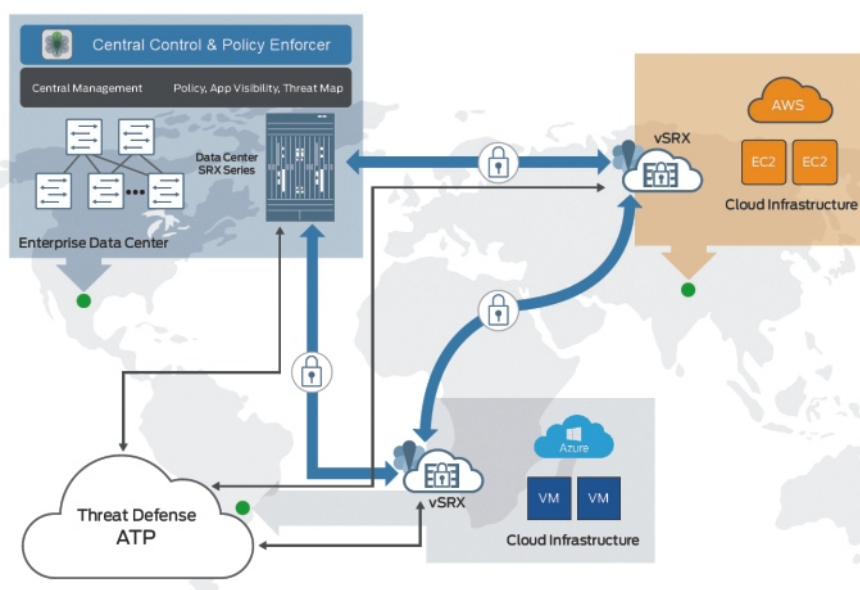 Central Control & Policy Enforcer
Central Management
Policy, App Visibility, Threat Map
Data Center
SRX Series
Enterprise Data Center
vSRX
AWS
EC2
EC2
Cloud Infrastructure
Threat Defense
ATP
vSRX
Azure
VM
VM
Cloud Infrastructure